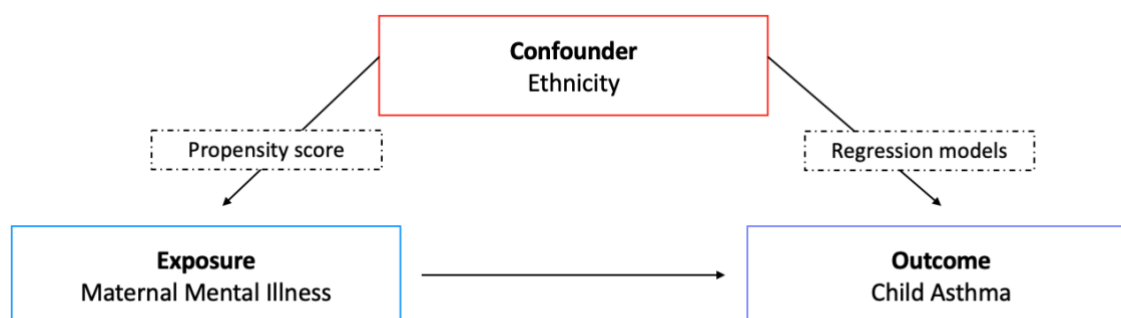 Confounder
Ethnicity
Propensity score
Regression models
Exposure
Maternal Mental Illness
Outcome
Child Asthma